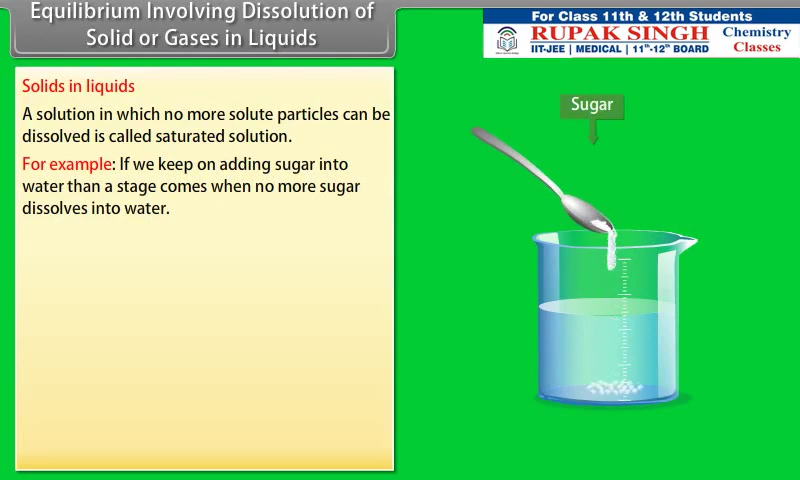 Equilibrium Involving Dissolution of
Solid or Gases in Liquids
For Class 11th & 12th Students
RUPAK SINGH
IIT-JEE | MEDICAL | 11th-12th BOARD
Chemistry
Classes
Solids in liquids
A solution in which no more solute particles can be
dissolved is called saturated solution.
For example: If we keep on adding sugar into
water than a stage comes when no more sugar
dissolves into water.
Sugar